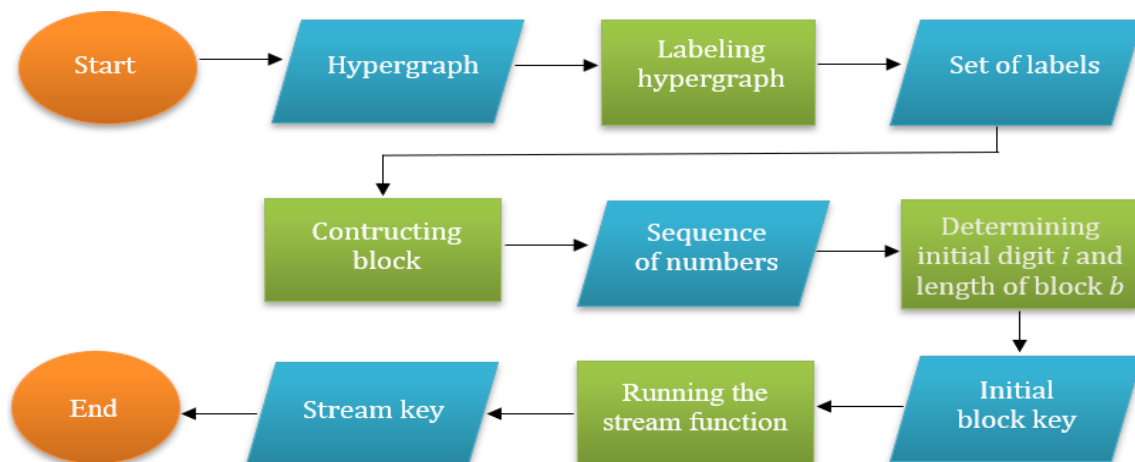 Start
Hypergraph
Labeling
hypergraph
Set of labels
Contructing
block
Sequence
of numbers
Determining
initial digit i and
length of block b
Initial
block key
Running the
stream function
Stream key
End